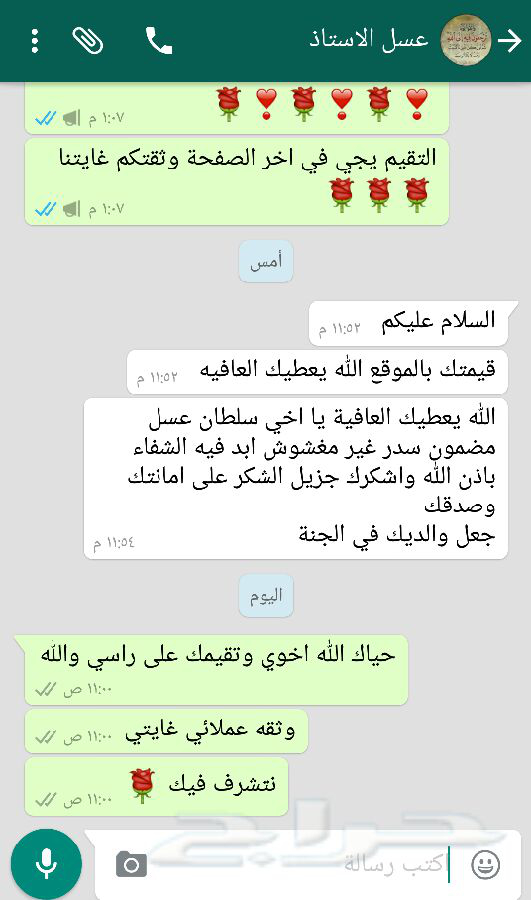 عسل الاستاذ
🌹❣️🌹❣️🌹❣️
١:٠٧ م
التقيم يجي في اخر الصفحة وثقتكم غايتنا
🌹🌹🌹
١:٠٧ م
أمس
السلام عليكم
١١:٥٢ م
قيمتك بالموقع الله يعطيك العافيه
١١:٥٢ م
الله يعطيك العافية يا اخي سلطان عسل
مضمون سدر غير مغشوش ابد فيه الشفاء
باذن الله واشكرك جزيل الشكر على امانتك
وصدقك
جعل والديك في الجنة
١١:٥٤ م
اليوم
حياك الله اخوي وتقيمك على راسي والله
١١:٠٠ ص
وثقه عملائي غايتي
١١:٠٠ ص
نتشرف فيك 🌹
١١:٠٠ ص
اكتب رسالة
حراج